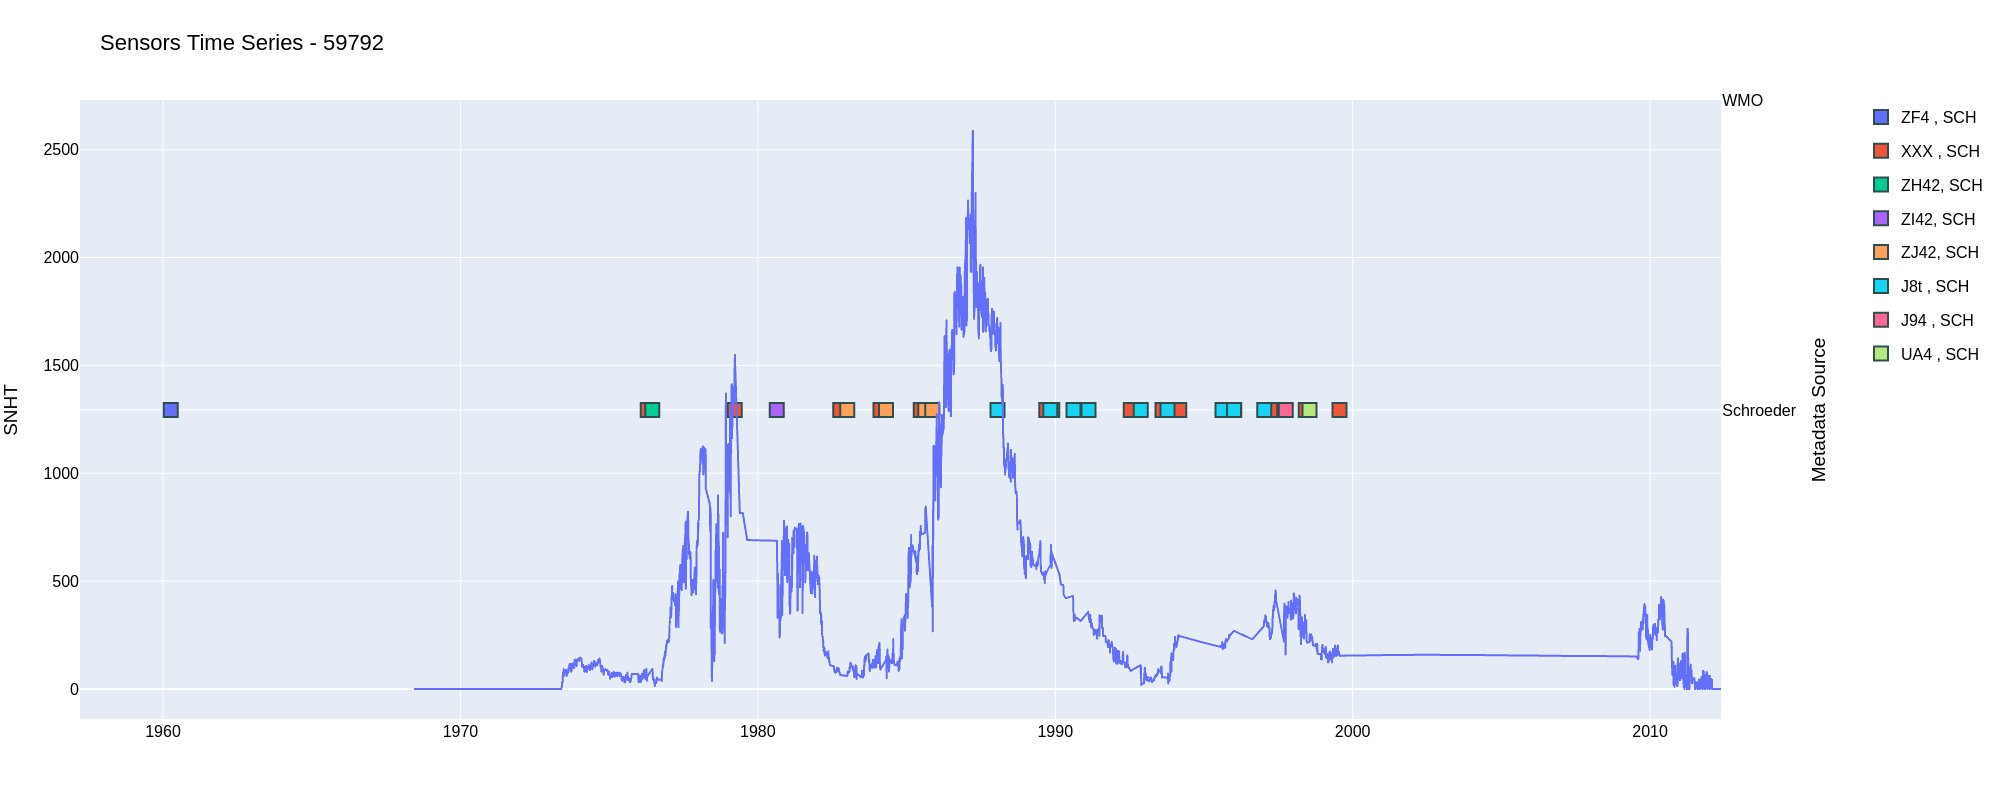 Sensors Time Series - 59792
WMO
2500
2000
1500
1000
500
0
SNHT
Schroeder
Metadata Source
1960
1970
1980
1990
2000
2010
ZF4 , SCH
XXX , SCH
ZH42, SCH
ZI42, SCH
ZJ42, SCH
J8t , SCH
J94 , SCH
UA4 , SCH